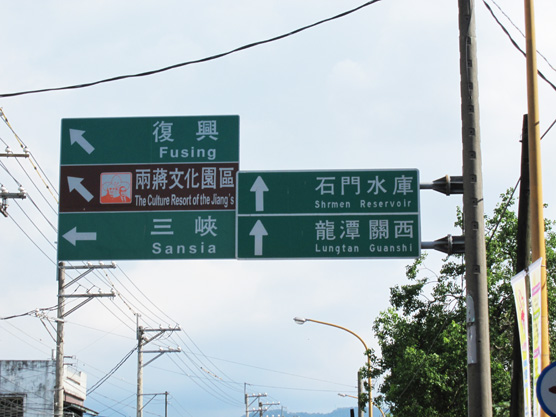 復興
Fusing
兩蔣文化園區
The Culture Resort of the Jiang's
三峽
Sansia
石門水庫
Shrmen Reservoir
龍潭 關西
Lungtan Guanshi